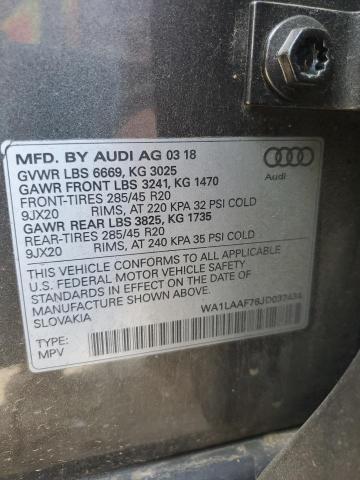 MFD. BY AUDI AG 03 18
GVWR LBS 6669, KG 3025
GAWR FRONT LBS 3241, KG 1470
FRONT-TIRES 285/45 R20
9JX20 RIMS, AT 220 KPA 32 PSI COLD
GAWR REAR LBS 3825, KG 1735
REAR-TIRES 285/45 R20
9JX20 RIMS, AT 240 KPA 35 PSI COLD
Audi
THIS VEHICLE CONFORMS TO ALL APPLICABLE
U.S. FEDERAL MOTOR VEHICLE SAFETY
STANDARDS IN EFFECT ON THE DATE OF
MANUFACTURE SHOWN ABOVE
SLOVAKIA
WA1LAAF76JD037434
TYPE:
MPV